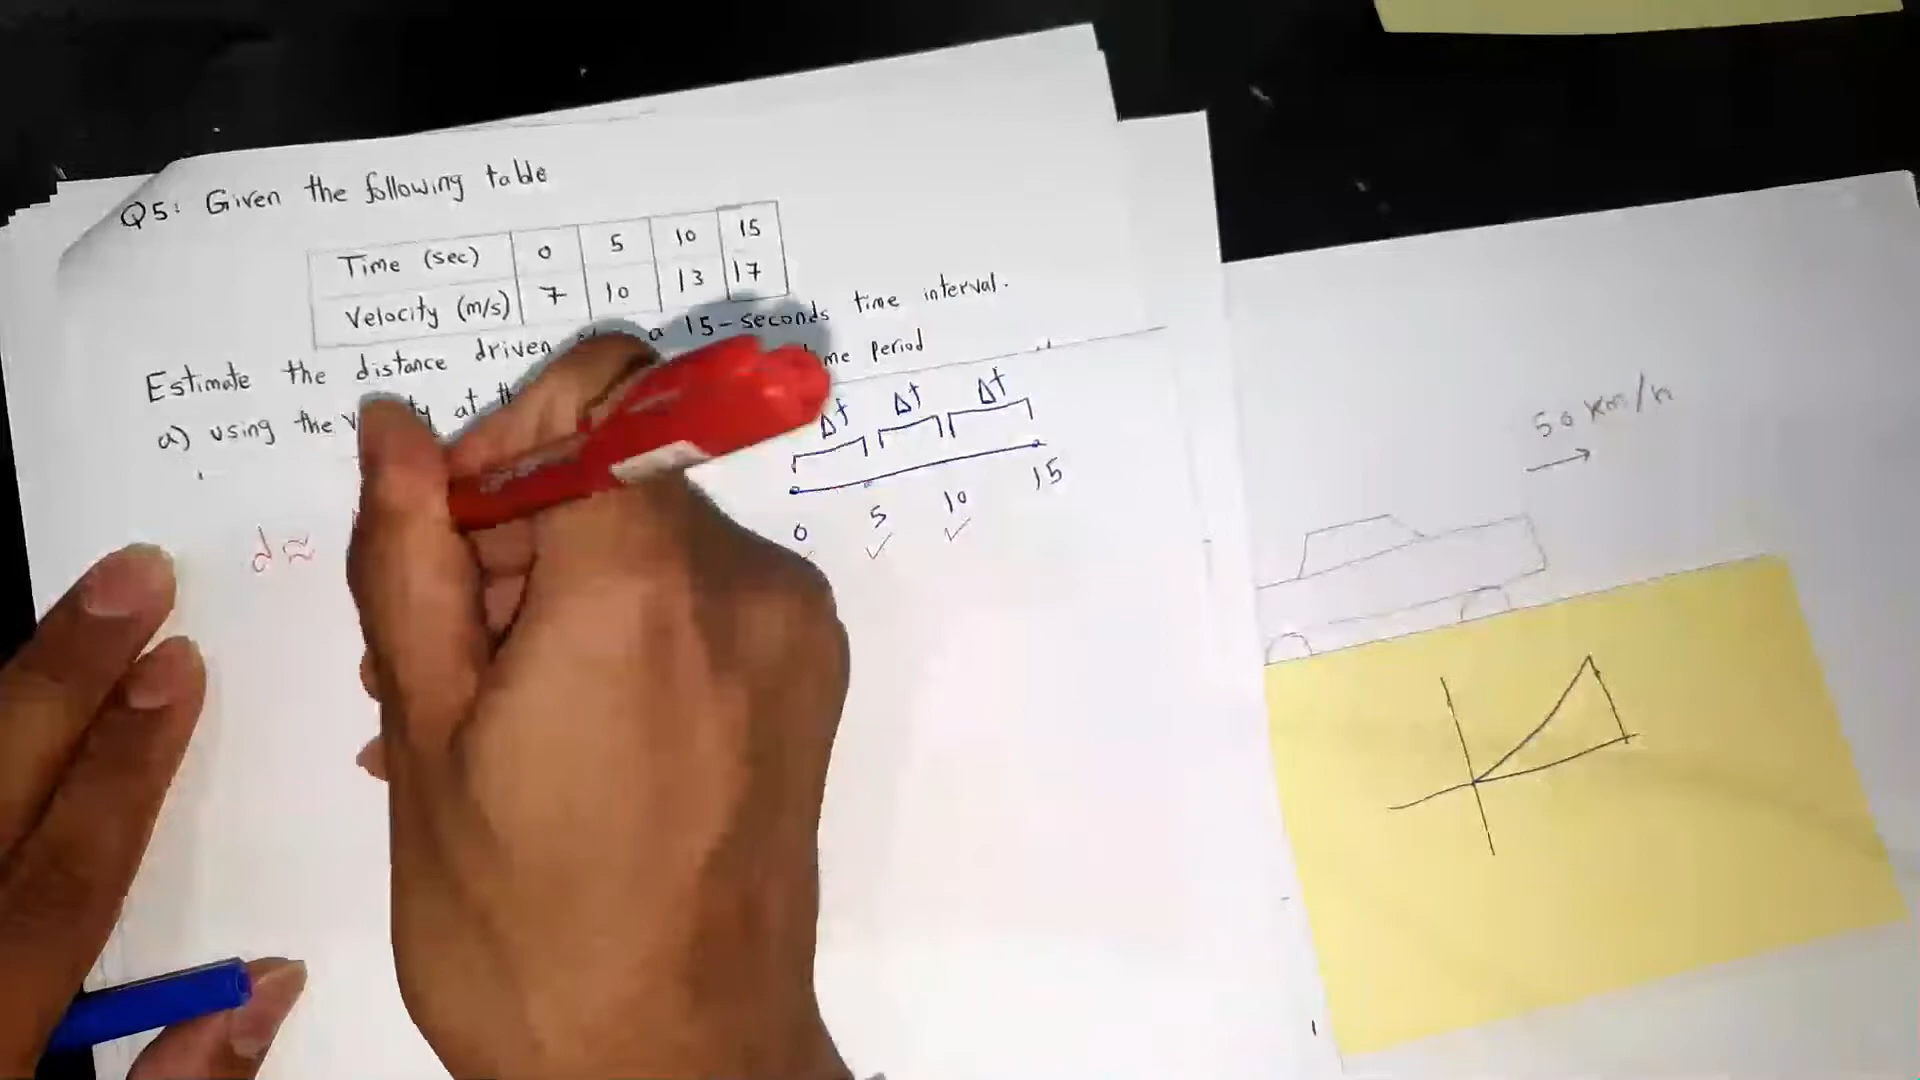 Q5: Given the following table
Time (sec) 0 5 10 15
Velocity (m/s) 7 10 13 17
Estimate the distance driven a 15-seconds time interval.
a) using the at period
Δt Δt Δt
0 5 10 15
d ≈
50 km/h